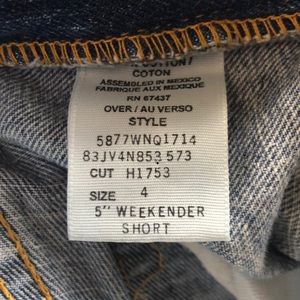 COTTON /
COTON
ASSEMBLED IN MEXICO
FABRIQUE AUX MEXIQUE
RN 67437
OVER / AU VERSO
STYLE
5877WNQ1714
83JV4N853 573
CUT H1753
SIZE 4
5" WEEKENDER
SHORT